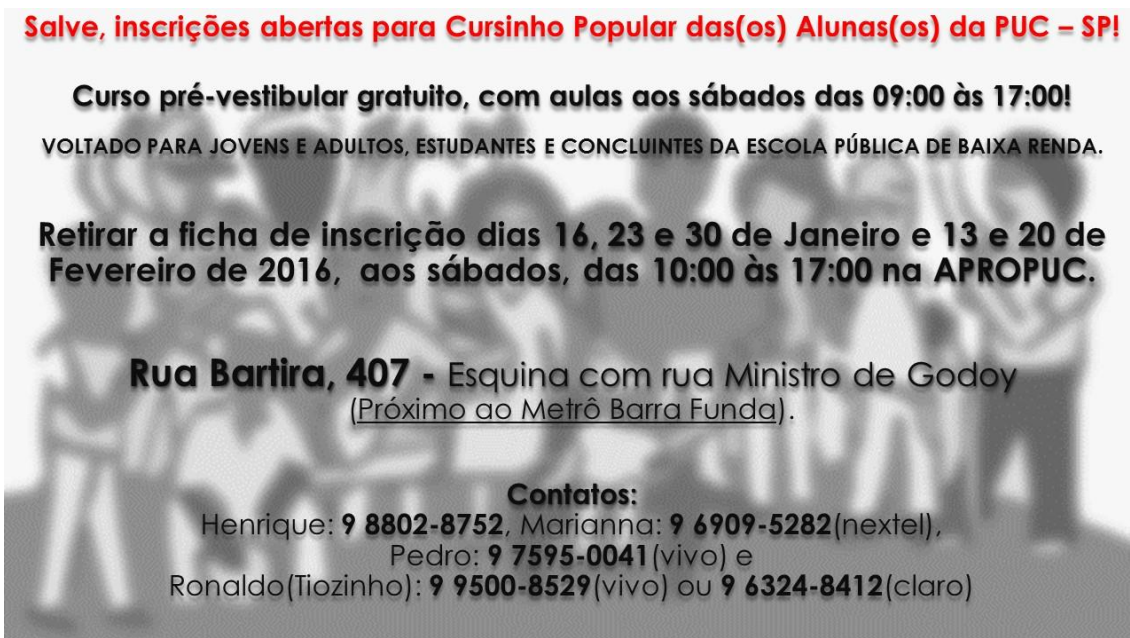 Salve, inscrições abertas para Cursinho Popular das(os) Alunas(os) da PUC – SP!
Curso pré-vestibular gratuito, com aulas aos sábados das 09:00 às 17:00!
VOLTADO PARA JOVENS E ADULTOS, ESTUDANTES E CONCLUINTES DA ESCOLA PÚBLICA DE BAIXA RENDA.
Retirar a ficha de inscrição dias 16, 23 e 30 de Janeiro e 13 e 20 de
Fevereiro de 2016, aos sábados, das 10:00 às 17:00 na APROPUC.
Rua Bartira, 407 - Esquina com rua Ministro de Godoy
(Próximo ao Metrô Barra Funda).
Contatos:
Henrique: 9 8802-8752, Marianna: 9 6909-5282(nextel),
Pedro: 9 7595-0041(vivo) e
Ronaldo(Tiozinho): 9 9500-8529(vivo) ou 9 6324-8412(claro)